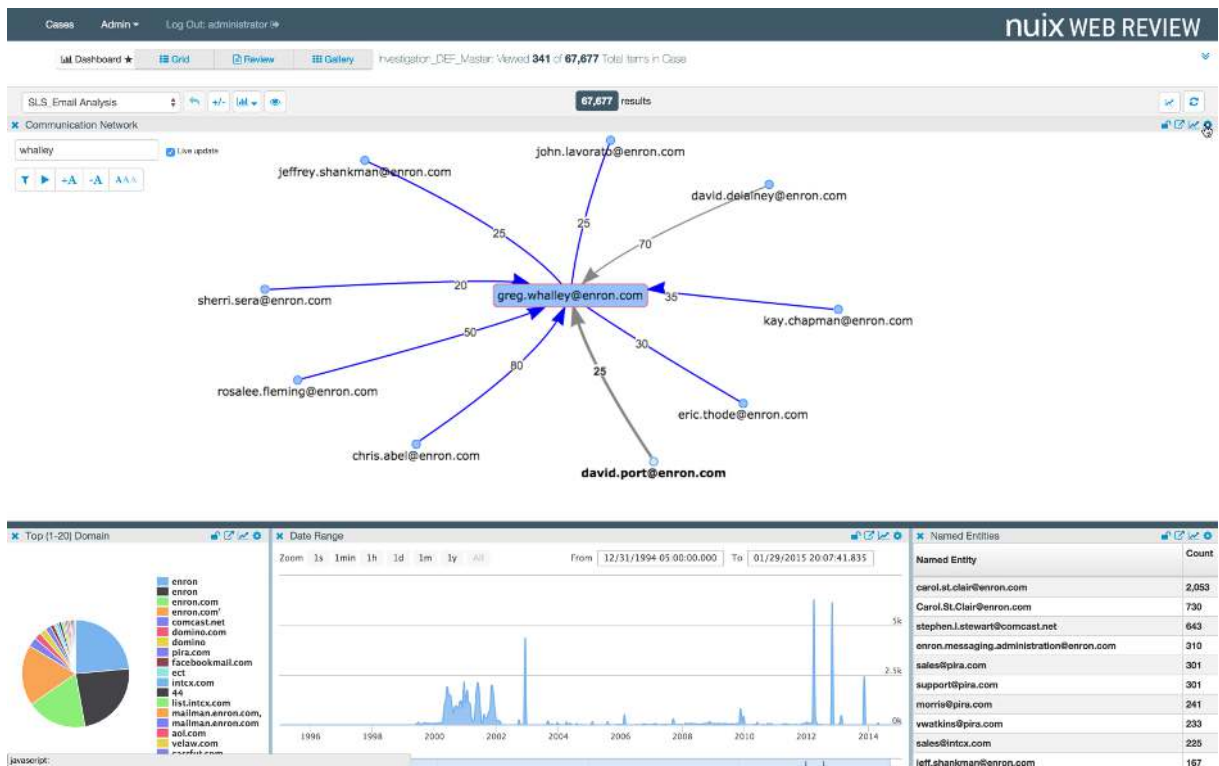 Cases Admin Log Out: administrator
nuix WEB REVIEW
Dashboard ★ Grid Review Gallery Investigation_DEF_Master: Viewed 341 of 67,677 Total items in Case
SLS_Email Analysis +/- 67,677 results
Communication Network
whalley Live update
+A -A AAA
john.lavorato@enron.com
jeffrey.shankman@enron.com
david.delainey@enron.com
25
25
70
20
sherri.sera@enron.com
greg.whalley@enron.com
35
kay.chapman@enron.com
50
30
80
25
rosalee.fleming@enron.com
eric.thode@enron.com
chris.abel@enron.com
david.port@enron.com
Top (1-20) Domain
enron
enron
enron.com
enron.com'
comcast.net
domino.com
domino
pira.com
facebookmail.com
ect
intcx.com
44
list.intcx.com
mailman.enron.com,
mailman.enron.com
aol.com
velaw.com
javascript:
Date Range
Zoom 1s 1min 1h 1d 1m 1y All From 12/31/1994 05:00:00.000 To 01/29/2015 20:07:41.835
5k
2.5k
0k
1996 1998 2000 2002 2004 2006 2008 2010 2012 2014
Named Entities
Named Entity Count
carol.st.clair@enron.com 2,053
Carol.St.Clair@enron.com 730
stephen.l.stewart@comcast.net 643
enron.messaging.administration@enron.com 310
sales@pira.com 301
support@pira.com 301
morris@pira.com 241
vwatkins@pira.com 233
sales@intcx.com 225
jeff.shankman@enron.com 167